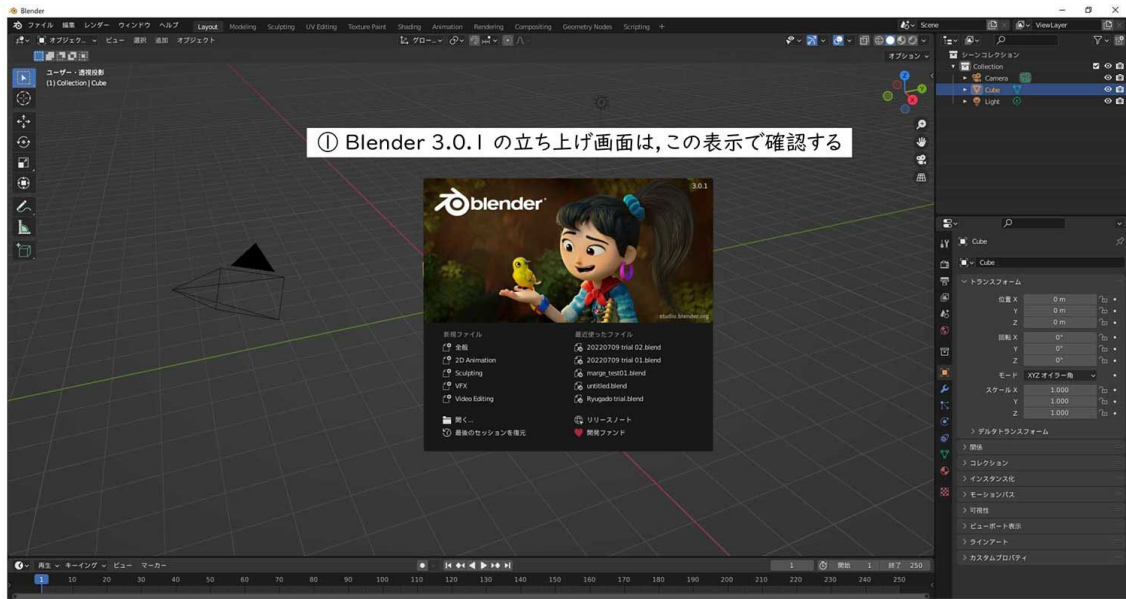 Blender
ファイル 編集 レンダー ウィンドウ ヘルプ Layout Modeling Sculpting UV Editing Texture Paint Shading Animation Rendering Compositing Geometry Nodes Scripting + Scene ViewLayer
オブジェク.. ビュー 選択 追加 オブジェクト グロー..
オプション
ユーザー・透視投影
(1) Collection | Cube
① Blender 3.0.1 の立ち上げ画面は,この表示で確認する
3.0.1
blender
studio.blender.org
新規ファイル
全般
2D Animation
Sculpting
VFX
Video Editing
開く...
最後のセッションを復元
最近使ったファイル
20220709 trial 02.blend
20220709 trial 01.blend
marge_test01.blend
untitled.blend
Ryugado trial.blend
リリースノート
開発ファンド
シーンコレクション
Collection
Camera
Cube
Light
Cube
Cube
トランスフォーム
位置 X 0 m
Y 0 m
Z 0 m
回転 X 0°
Y 0°
Z 0°
モード XYZ オイラー角
スケール X 1.000
Y 1.000
Z 1.000
デルタトランスフォーム
関係
コレクション
インスタンス化
モーションパス
可視性
ビューポート表示
ラインアート
カスタムプロパティ
再生 キーイング ビュー マーカー 1 開始 1 終了 250
1 10 20 30 40 50 60 70 80 90 100 110 120 130 140 150 160 170 180 190 200 210 220 230 240 250